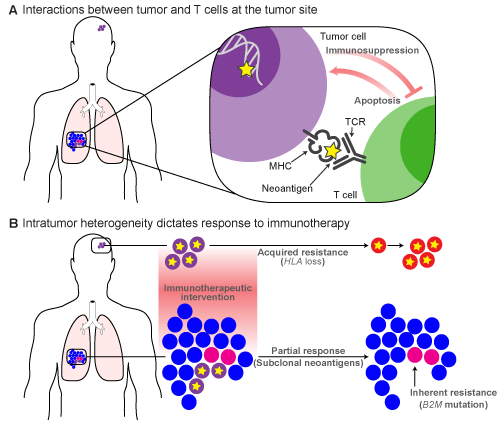 A Interactions between tumor and T cells at the tumor site
Tumor cell
Immunosuppression
Apoptosis
TCR
MHC
Neoantigen
T cell
B Intratumor heterogeneity dictates response to immunotherapy
Acquired resistance
(HLA loss)
Immunotherapeutic
intervention
Partial response
(Subclonal neoantigens)
Inherent resistance
(B2M mutation)